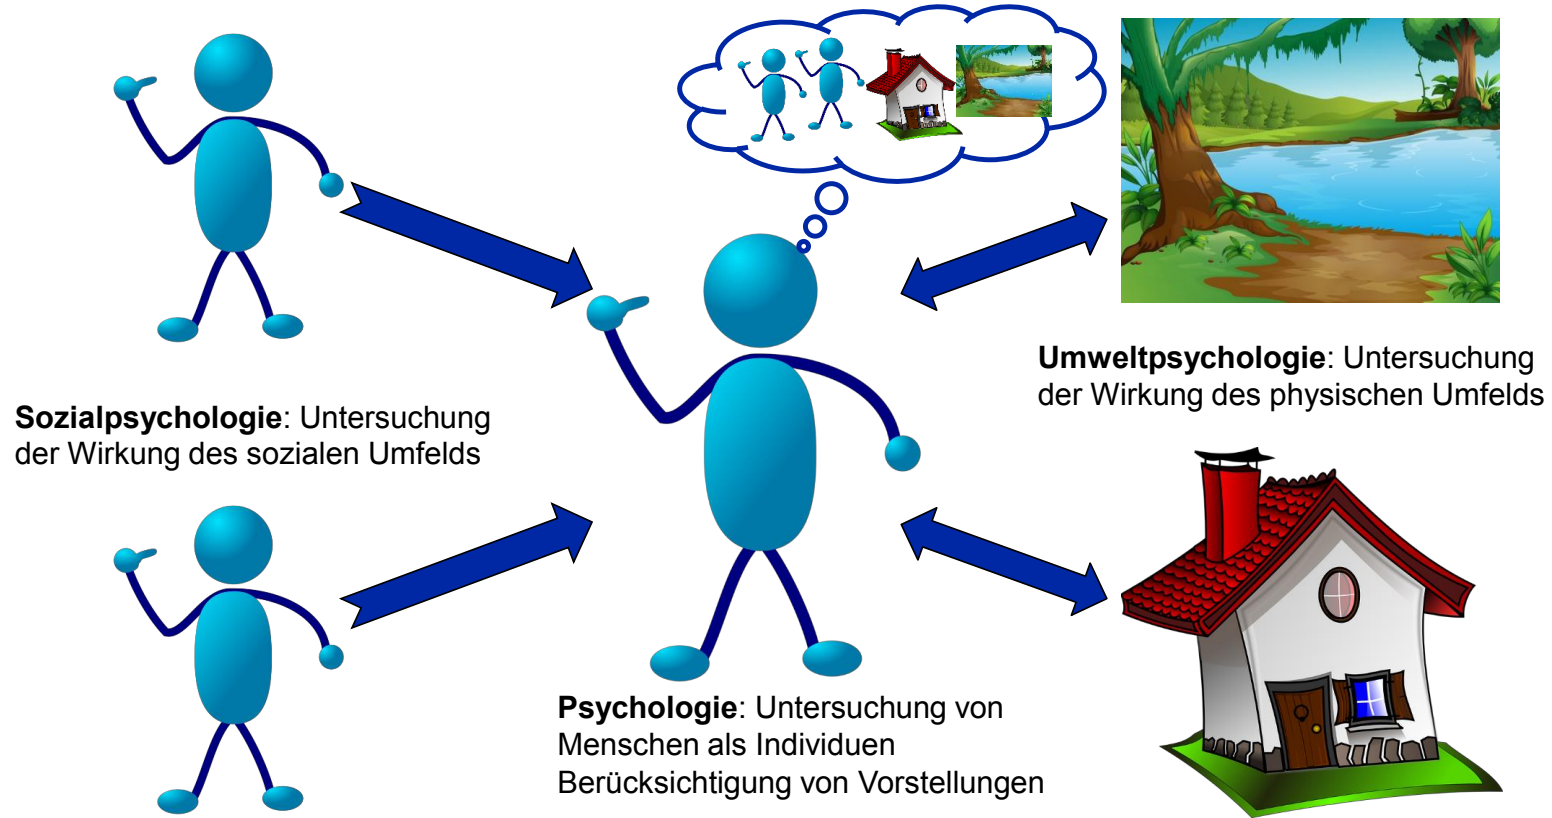 Sozialpsychologie: Untersuchung
der Wirkung des sozialen Umfelds
Psychologie: Untersuchung von
Menschen als Individuen
Berücksichtigung von Vorstellungen
Umweltpsychologie: Untersuchung
der Wirkung des physischen Umfelds